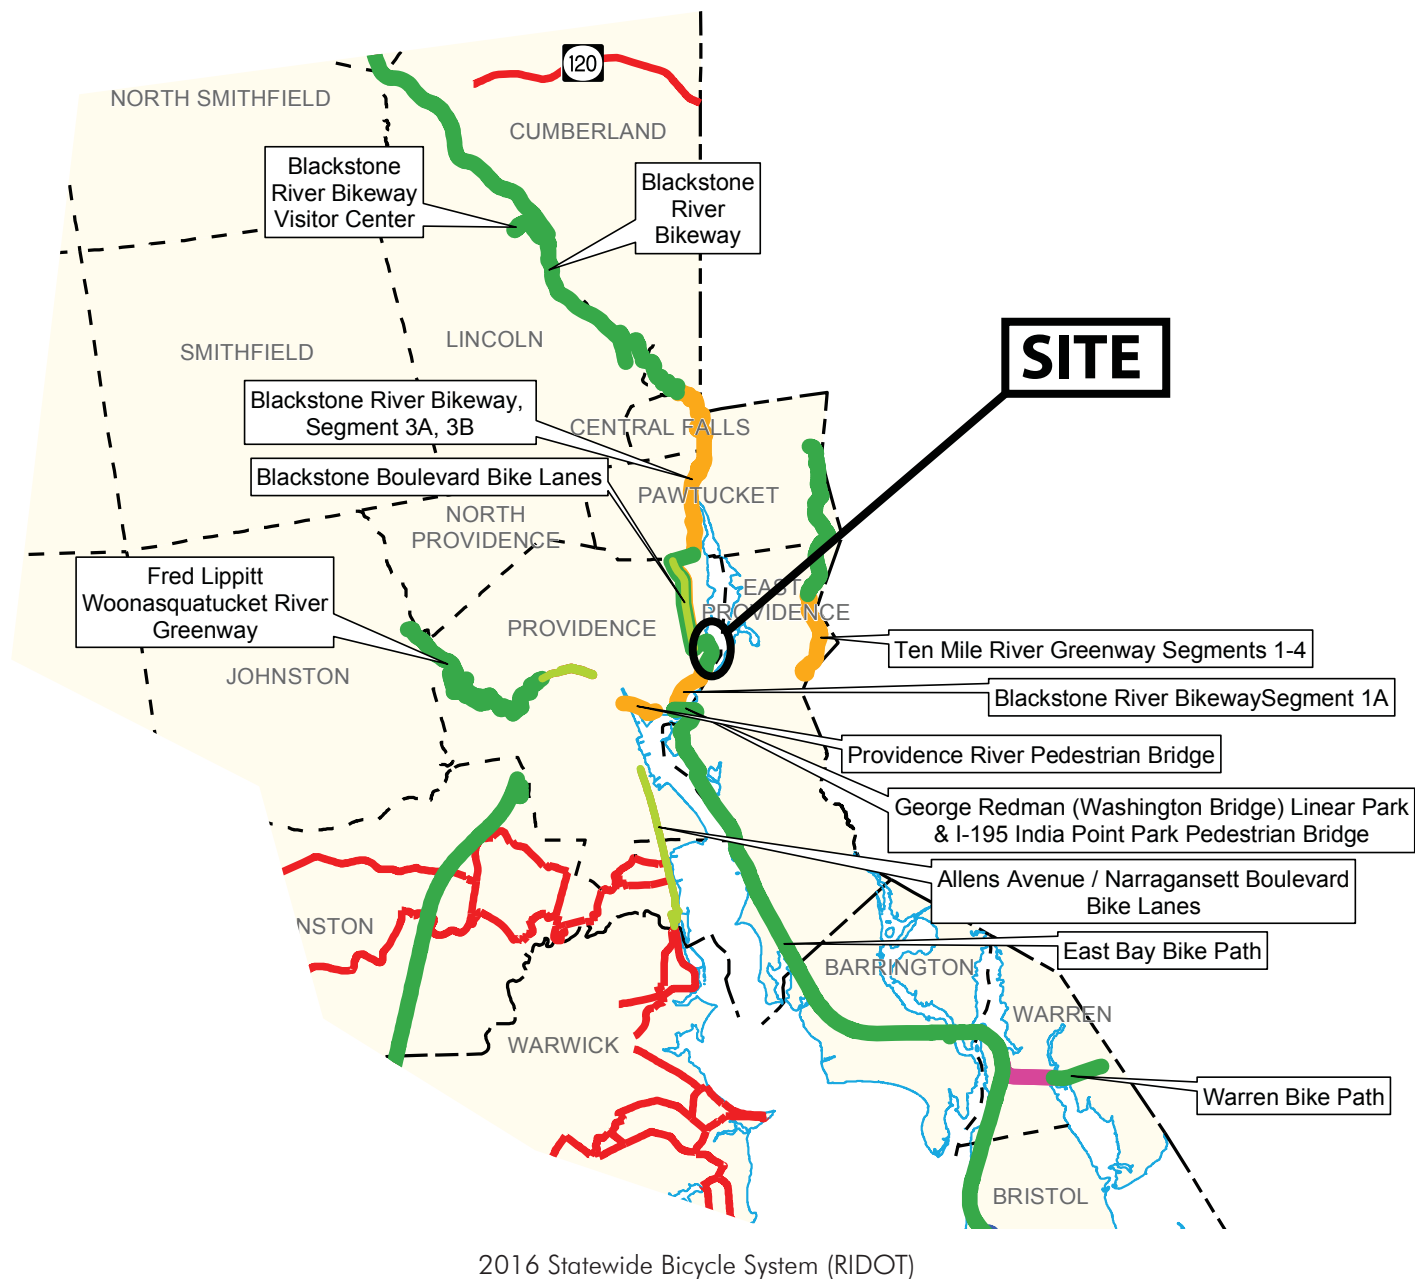 120
NORTH SMITHFIELD
CUMBERLAND
Blackstone
River Bikeway
Visitor Center
Blackstone
River
Bikeway
SITE
LINCOLN
SMITHFIELD
Blackstone River Bikeway,
Segment 3A, 3B
CENTRAL FALLS
Blackstone Boulevard Bike Lanes
PAWTUCKET
NORTH
PROVIDENCE
Fred Lippitt
Woonasquatucket River
Greenway
EAST
PROVIDENCE
PROVIDENCE
Ten Mile River Greenway Segments 1-4
JOHNSTON
Blackstone River BikewaySegment 1A
Providence River Pedestrian Bridge
George Redman (Washington Bridge) Linear Park
& I-195 India Point Park Pedestrian Bridge
Allens Avenue / Narragansett Boulevard
Bike Lanes
NSTON
East Bay Bike Path
BARRINGTON
WARREN
WARWICK
Warren Bike Path
BRISTOL
2016 Statewide Bicycle System (RIDOT)